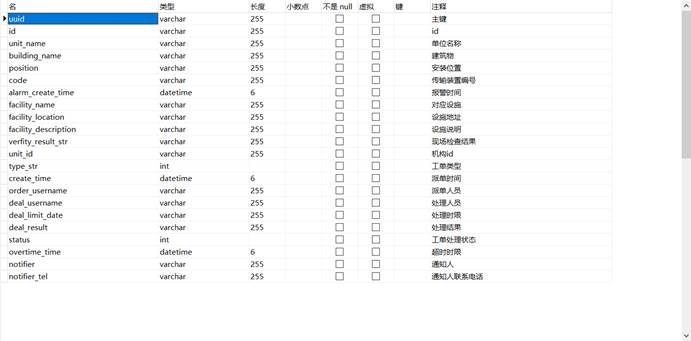 名 类型 长度 小数点 不是 null 虚拟 键 注释
uuid varchar 255 主键
id varchar 255 id
unit_name varchar 255 单位名称
building_name varchar 255 建筑物
position varchar 255 安装位置
code varchar 255 传输装置编号
alarm_create_time datetime 6 报警时间
facility_name varchar 255 对应设施
facility_location varchar 255 设施地址
facility_description varchar 255 设施说明
verfity_result_str varchar 255 现场检查结果
unit_id varchar 255 机构id
type_str int 工单类型
create_time datetime 6 派单时间
order_username varchar 255 派单人员
deal_username varchar 255 处理人员
deal_limit_date varchar 255 处理时限
deal_result varchar 255 处理结果
status int 工单处理状态
overtime_time datetime 6 超时时限
notifier varchar 255 通知人
notifier_tel varchar 255 通知人联系电话